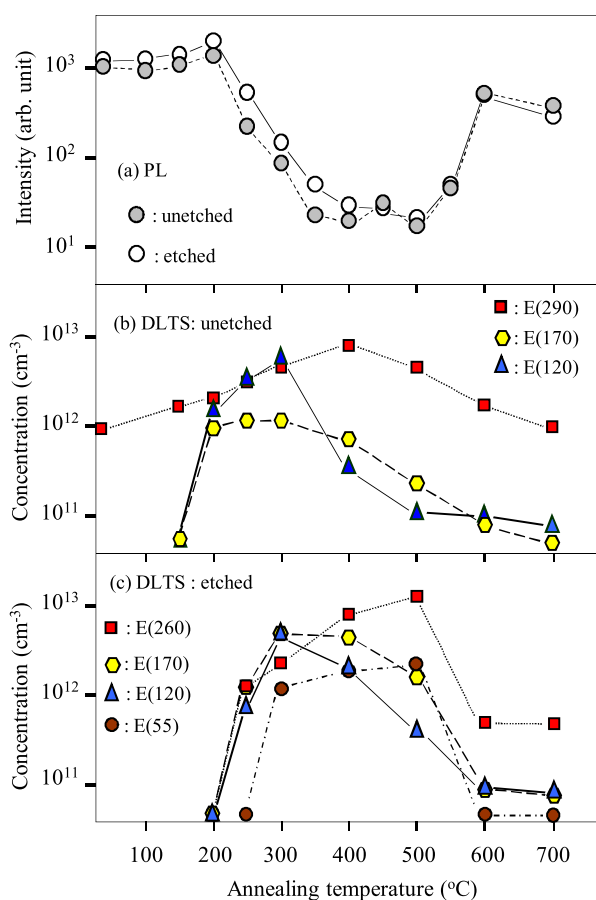 10³
10²
10¹
Intensity (arb. unit)
(a) PL
: unetched
: etched
10¹³
10¹²
10¹¹
Concentration (cm⁻³)
(b) DLTS: unetched
: E(290)
: E(170)
: E(120)
10¹³
10¹²
10¹¹
Concentration (cm⁻³)
(c) DLTS : etched
: E(260)
: E(170)
: E(120)
: E(55)
100 200 300 400 500 600 700
Annealing temperature (ºC)